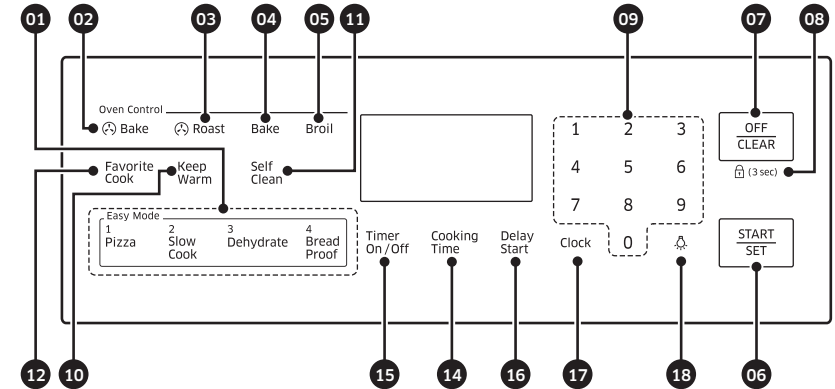 01 02 03 04 05 11 09 07 08
Oven Control
Bake Roast Bake Broil
Favorite
Cook
Keep
Warm
Self
Clean
Easy Mode
1
Pizza
2
Slow
Cook
3
Dehydrate
4
Bread
Proof
Timer
On/Off
Cooking
Time
Delay
Start
Clock
1 2 3
4 5 6
7 8 9
0
OFF
CLEAR
(3 sec)
START
SET
12 10 15 14 16 17 18 06